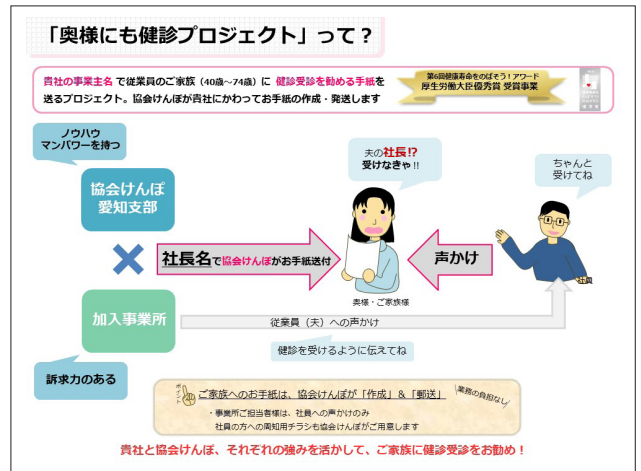 「奥様にも健診プロジェクト」って？
貴社の事業主名 で従業員のご家族（40歳～74歳）に 健診受診を勧める手紙を
送るプロジェクト。協会けんぽが貴社にかわってお手紙の作成・発送します
第6回健康寿命をのばそう！アワード
厚生労働大臣優秀賞 受賞事業
ノウハウ
マンパワーを持つ
協会けんぽ
愛知支部
夫の社長!?
受けなきゃ!!
ちゃんと
受けてね
社長名で協会けんぽがお手紙送付
声かけ
社員
奥様・ご家族様
加入事業所
従業員（夫）への声かけ
健診を受けるように伝えてね
訴求力のある
ポイント
ご家族へのお手紙は、協会けんぽが「作成」＆「郵送」
業務の負担なし
・事業所ご担当者様は、社員への声かけのみ
社員の方への周知用チラシも協会けんぽがご用意します
貴社と協会けんぽ、それぞれの強みを活かして、ご家族に健診受診をお勧め！